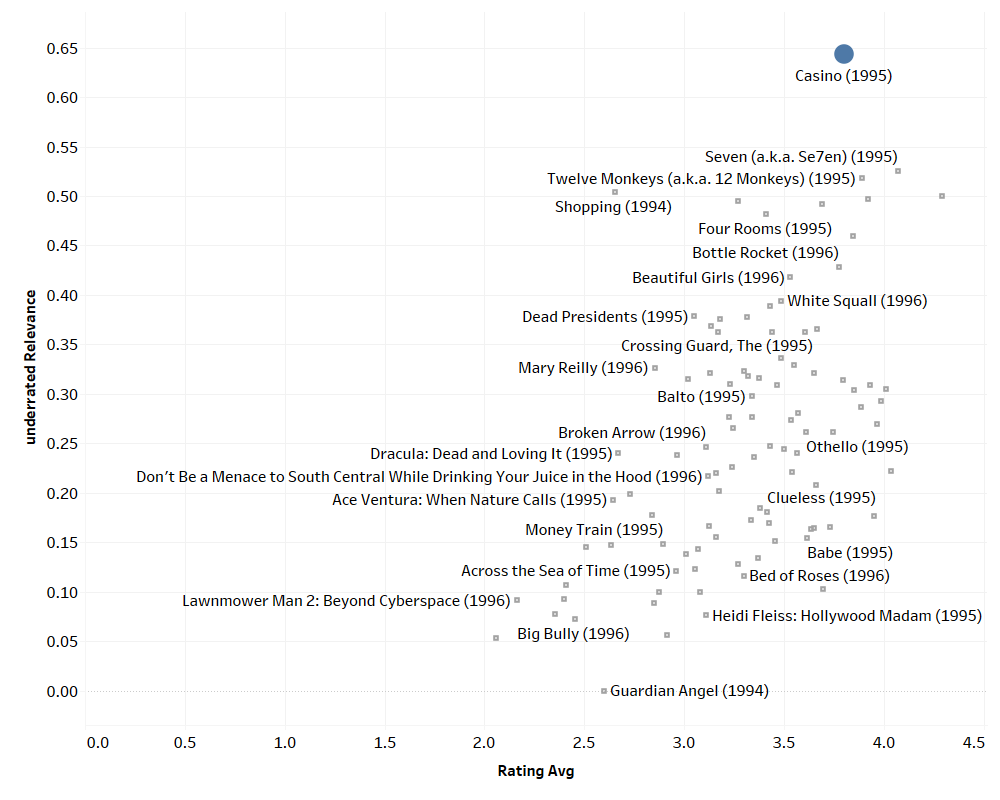 0.65
Casino (1995)
0.60
0.55
Seven (a.k.a. Se7en) (1995)
Twelve Monkeys (a.k.a. 12 Monkeys) (1995)
0.50
Shopping (1994)
Four Rooms (1995)
0.45
Bottle Rocket (1996)
Beautiful Girls (1996)
0.40
White Squall (1996)
Dead Presidents (1995)
0.35
Crossing Guard, The (1995)
Mary Reilly (1996)
0.30
Balto (1995)
Broken Arrow (1996)
0.25
Othello (1995)
Dracula: Dead and Loving It (1995)
Don't Be a Menace to South Central While Drinking Your Juice in the Hood (1996)
0.20
Clueless (1995)
Ace Ventura: When Nature Calls (1995)
Money Train (1995)
0.15
Babe (1995)
Across the Sea of Time (1995)
Bed of Roses (1996)
0.10
Lawnmower Man 2: Beyond Cyberspace (1996)
Heidi Fleiss: Hollywood Madam (1995)
0.05
Big Bully (1996)
0.00
Guardian Angel (1994)
underrated Relevance
0.0 0.5 1.0 1.5 2.0 2.5 3.0 3.5 4.0 4.5
Rating Avg